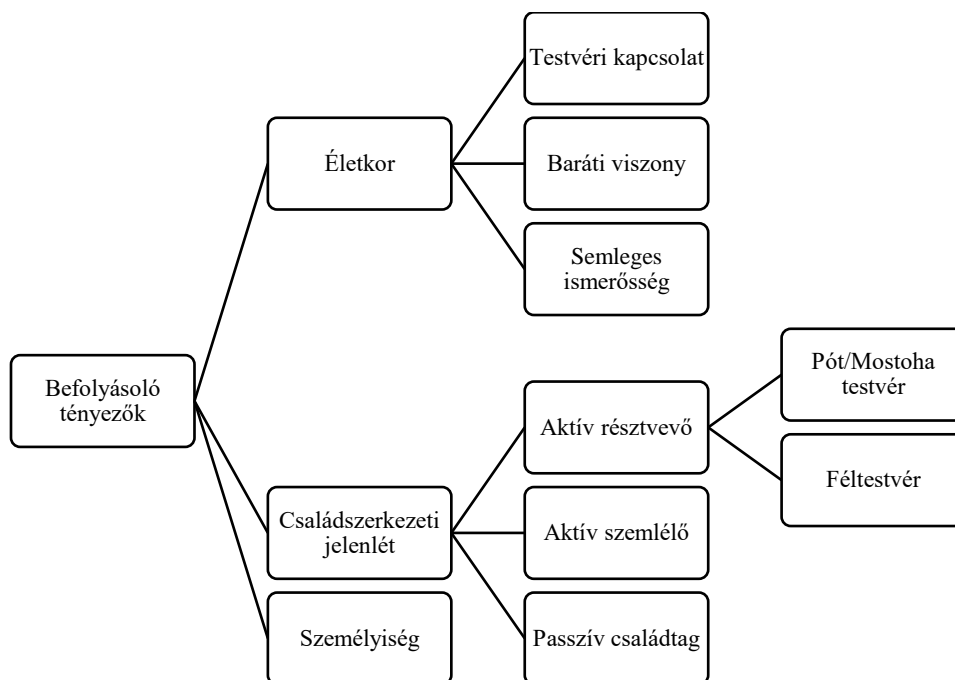 Befolyásoló
tényezők
Életkor
Testvéri kapcsolat
Baráti viszony
Semleges
ismerősség
Családszerkezeti
jelenlét
Aktív résztvevő
Pót/Mostoha
testvér
Féltestvér
Aktív szemlélő
Passzív családtag
Személyiség